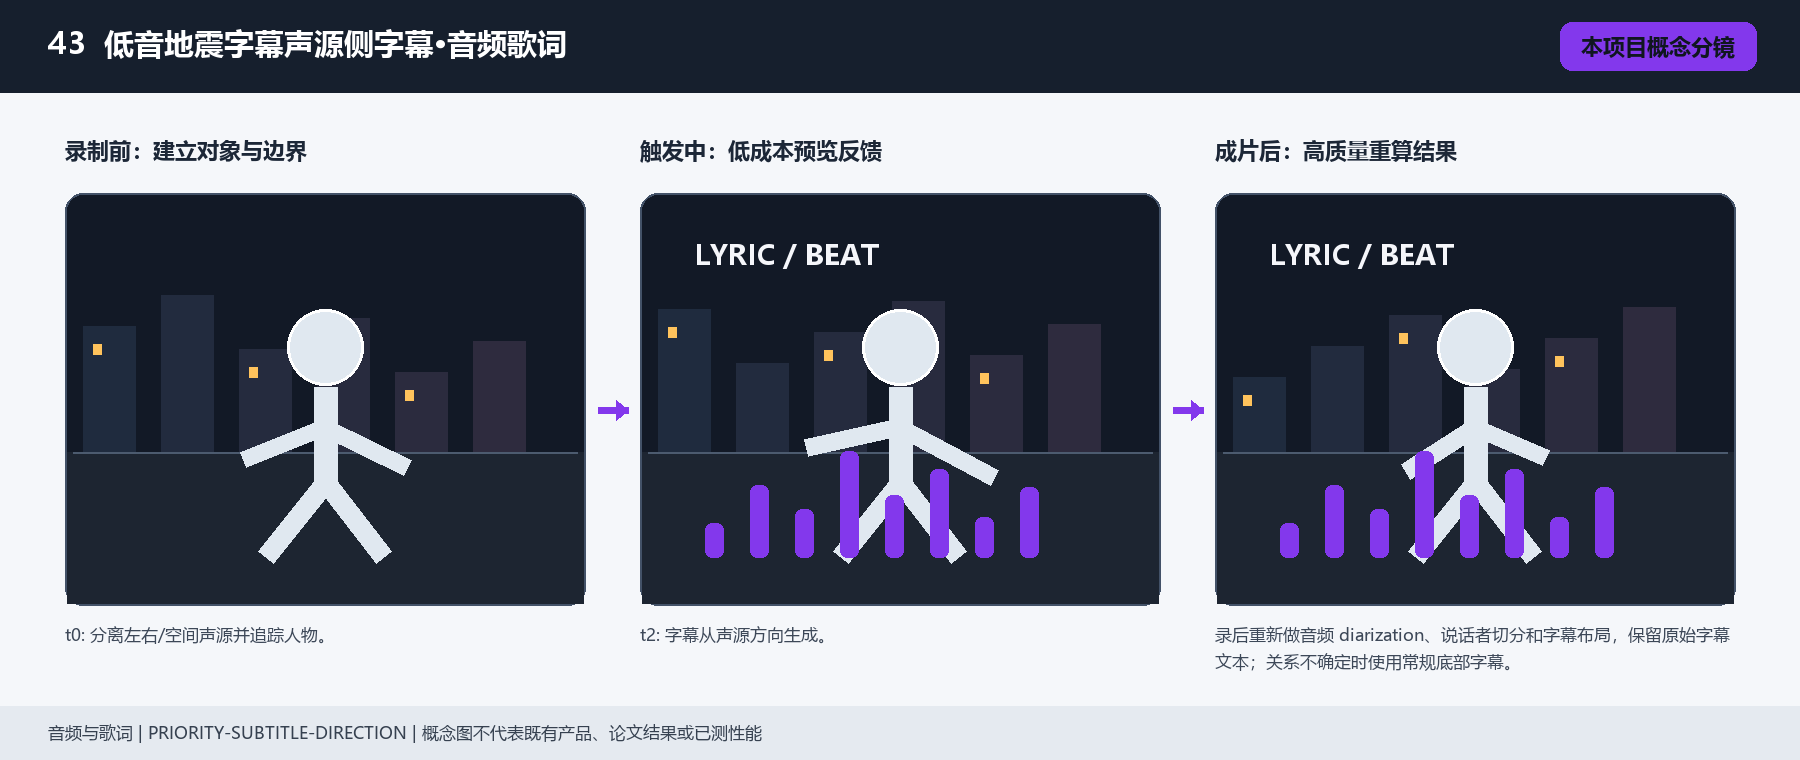 43 低音地震字幕声源侧字幕•音频歌词
本项目概念分镜
录制前：建立对象与边界
触发中：低成本预览反馈
成片后：高质量重算结果
LYRIC / BEAT
LYRIC / BEAT
t0: 分离左右/空间声源并追踪人物。
t2: 字幕从声源方向生成。
录后重新做音频 diarization、说话者切分和字幕布局，保留原始字幕
文本；关系不确定时使用常规底部字幕。
音频与歌词 | PRIORITY-SUBTITLE-DIRECTION | 概念图不代表既有产品、论文结果或已测性能